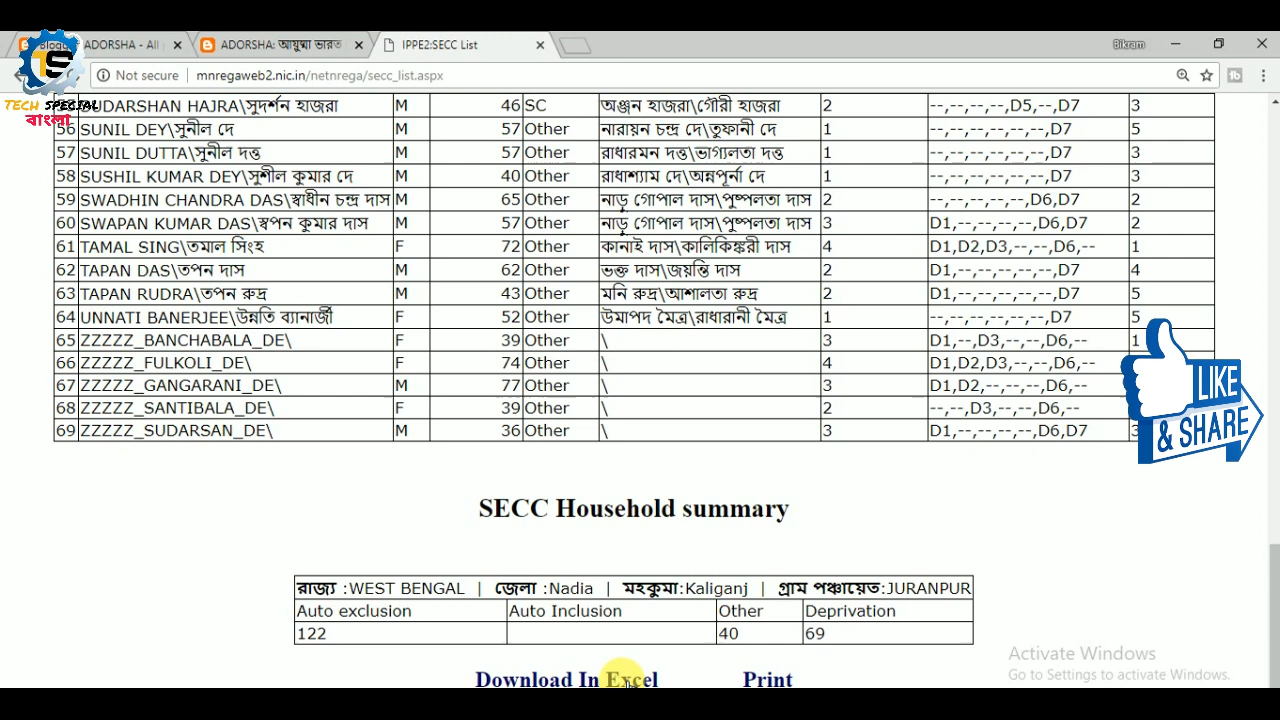 Blogg ADORSHA - All ADORSHA: আয়ুষ্মা ভারত IPPE2:SECC List Bikram
Not secure mnregaweb2.nic.in/netnrega/secc_list.aspx
TS
TECH SPECIAL
বাংলা
SUDARSHAN HAJRA\সুদর্শন হাজরা M 46 SC অঞ্জন হাজরা\গৌরী হাজরা 2 --,--,--,--,D5,--,D7 3
56 SUNIL DEY\সুনীল দে M 57 Other নারায়ন চন্দ্র দে\তুফানী দে 1 --,--,--,--,--,--,D7 5
57 SUNIL DUTTA\সুনীল দত্ত M 57 Other রাধারমন দত্ত\ভাগ্যলতা দত্ত 1 --,--,--,--,--,--,D7 3
58 SUSHIL KUMAR DEY\সুশীল কুমার দে M 40 Other রাধাশ্যাম দে\অন্নপূর্না দে 1 --,--,--,--,--,--,D7 3
59 SWADHIN CHANDRA DAS\স্বাধীন চন্দ্র দাস M 65 Other নাড়ু গোপাল দাস\পুষ্পলতা দাস 2 --,--,--,--,--,D6,D7 2
60 SWAPAN KUMAR DAS\স্বপন কুমার দাস M 57 Other নাড়ু গোপাল দাস\পুষ্পলতা দাস 3 D1,--,--,--,--,D6,D7 2
61 TAMAL SING\তমাল সিংহ F 72 Other কানাই দাস\কালিকিঙ্করী দাস 4 D1,D2,D3,--,--,D6,-- 1
62 TAPAN DAS\তপন দাস M 62 Other ভক্ত দাস\জয়ন্তি দাস 2 D1,--,--,--,--,--,D7 4
63 TAPAN RUDRA\তপন রুদ্র M 43 Other মনি রুদ্র\আশালতা রুদ্র 2 D1,--,--,--,--,--,D7 5
64 UNNATI BANERJEE\উন্নতি ব্যানার্জী F 52 Other উমাপদ মৈত্র\রাধারানী মৈত্র 1 --,--,--,--,--,--,D7 5
65 ZZZZZ_BANCHABALA_DE\ F 39 Other \ 3 D1,--,D3,--,--,D6,-- 1
66 ZZZZZ_FULKOLI_DE\ F 74 Other \ 4 D1,D2,D3,--,--,D6,--
67 ZZZZZ_GANGARANI_DE\ M 77 Other \ 3 D1,D2,--,--,--,D6,--
68 ZZZZZ_SANTIBALA_DE\ F 39 Other \ 2 --,--,D3,--,--,D6,--
69 ZZZZZ_SUDARSAN_DE\ M 36 Other \ 3 D1,--,--,--,--,D6,D7 3
LIKE
& SHARE
SECC Household summary
রাজ্য :WEST BENGAL | জেলা :Nadia | মহকুমা:Kaliganj | গ্রাম পঞ্চায়েত:JURANPUR
Auto exclusion Auto Inclusion Other Deprivation
122 40 69
Download In Excel Print
Activate Windows
Go to Settings to activate Windows.